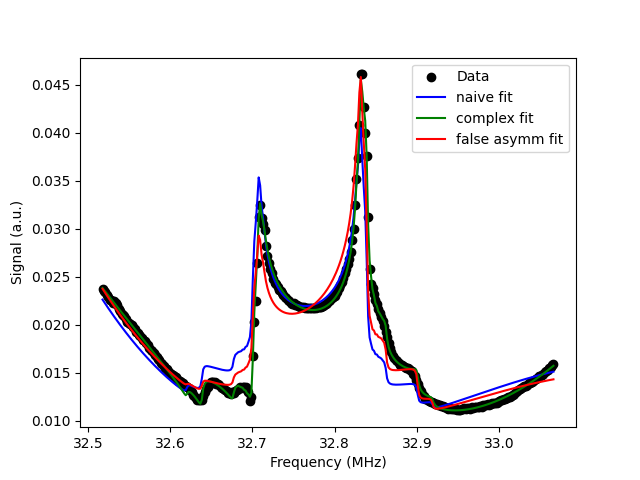 0.045
0.040
0.035
0.030
0.025
0.020
0.015
0.010
Signal (a.u.)
Data
naive fit
complex fit
false asymm fit
32.5 32.6 32.7 32.8 32.9 33.0
Frequency (MHz)